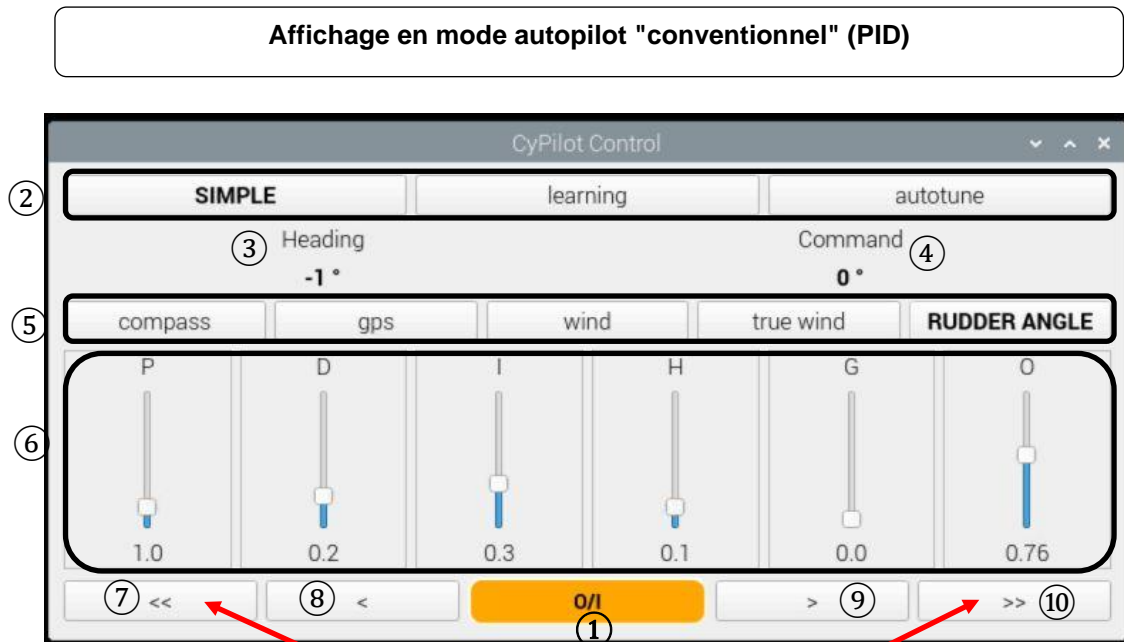 Affichage en mode autopilot "conventionnel" (PID)
CyPilot Control
② SIMPLE learning autotune
③ Heading Command ④
-1 ° 0 °
⑤ compass gps wind true wind RUDDER ANGLE
P D I H G O
⑥
1.0 0.2 0.3 0.1 0.0 0.76
⑦ << ⑧ < O/I > ⑨ >> ⑩
①